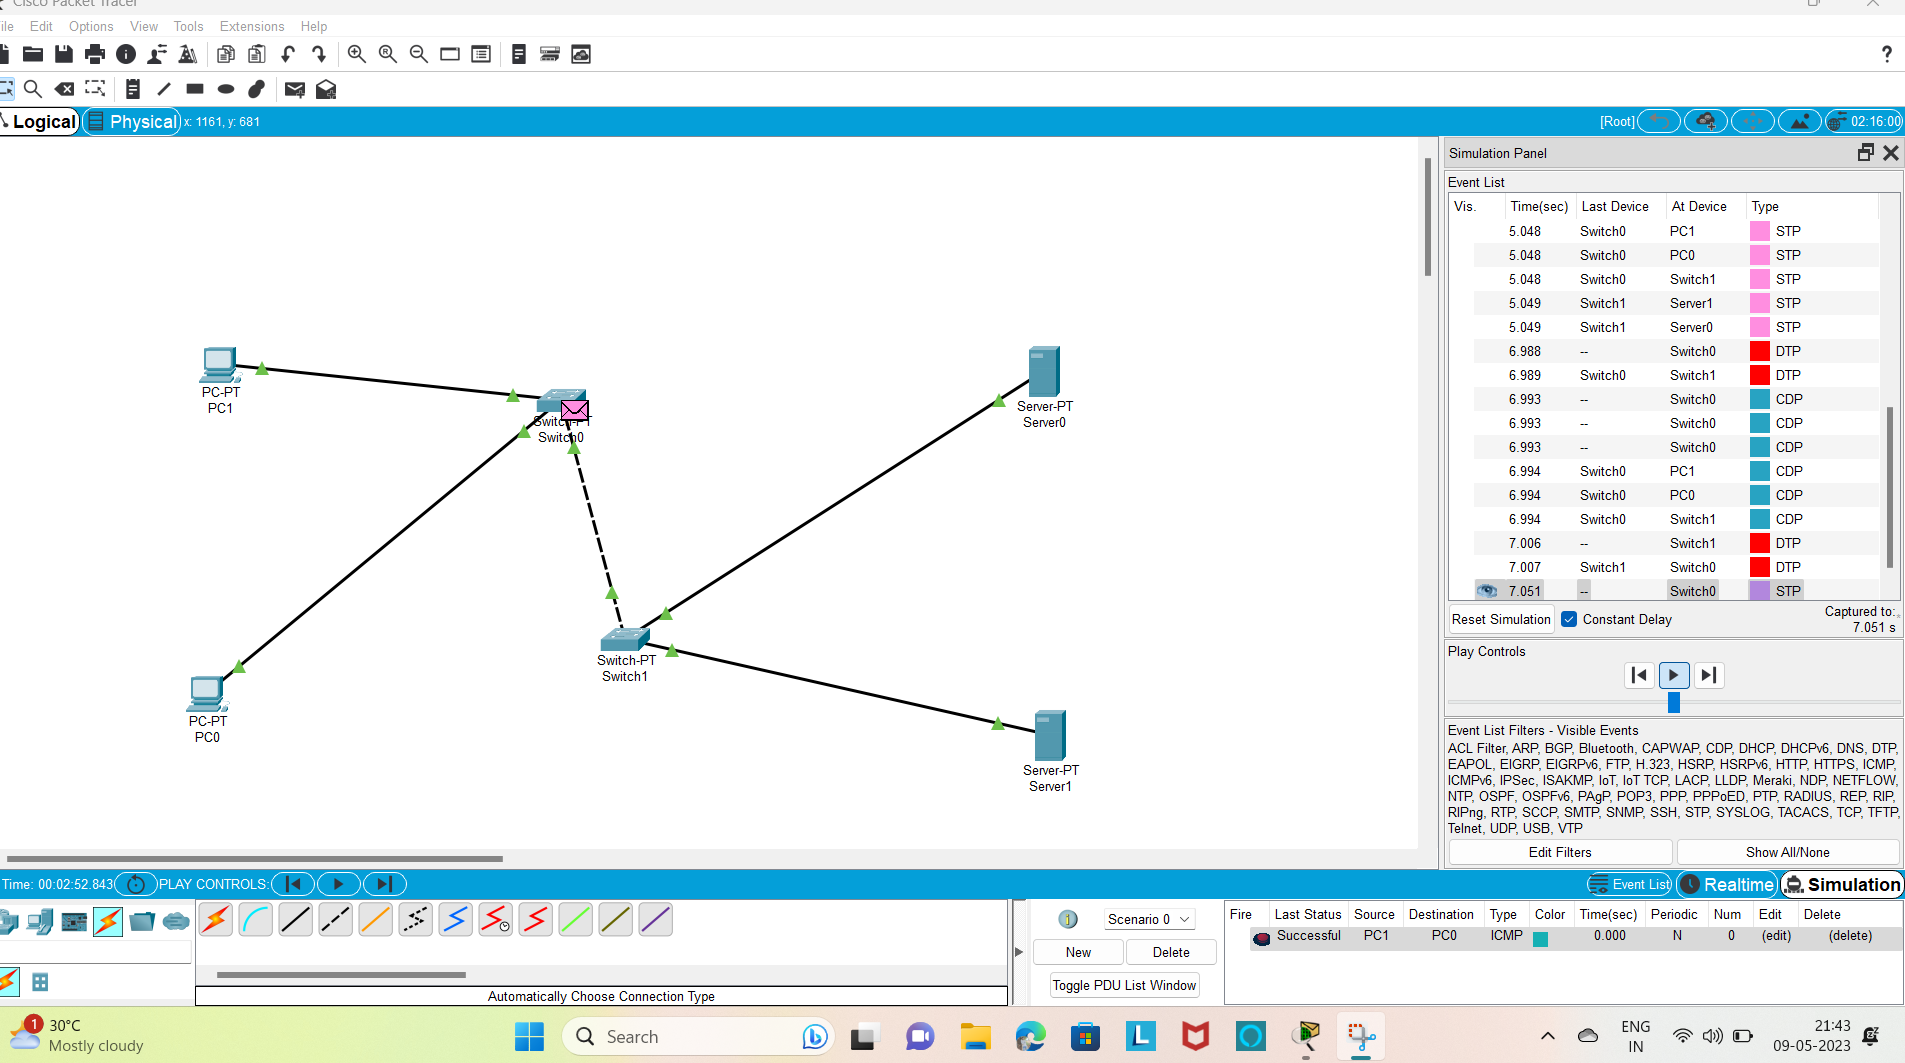 Cisco Packet Tracer
ile Edit Options View Tools Extensions Help
?
Logical Physical x: 1161, y: 681 [Root] 02:16:00
Simulation Panel
Event List
Vis. Time(sec) Last Device At Device Type
5.048 Switch0 PC1 STP
5.048 Switch0 PC0 STP
5.048 Switch0 Switch1 STP
5.049 Switch1 Server1 STP
5.049 Switch1 Server0 STP
6.988 -- Switch0 DTP
6.989 Switch0 Switch1 DTP
6.993 -- Switch0 CDP
6.993 -- Switch0 CDP
6.993 -- Switch0 CDP
6.994 Switch0 PC1 CDP
6.994 Switch0 PC0 CDP
6.994 Switch0 Switch1 CDP
7.006 -- Switch1 DTP
7.007 Switch1 Switch0 DTP
7.051 -- Switch0 STP
Reset Simulation Constant Delay Captured to:
7.051 s
Play Controls
Event List Filters - Visible Events
ACL Filter, ARP, BGP, Bluetooth, CAPWAP, CDP, DHCP, DHCPv6, DNS, DTP,
EAPOL, EIGRP, EIGRPv6, FTP, H.323, HSRP, HSRPv6, HTTP, HTTPS, ICMP,
ICMPv6, IPSec, ISAKMP, IoT, IoT TCP, LACP, LLDP, Meraki, NDP, NETFLOW,
NTP, OSPF, OSPFv6, PAgP, POP3, PPP, PPPoED, PTP, RADIUS, REP, RIP,
RIPng, RTP, SCCP, SMTP, SNMP, SSH, STP, SYSLOG, TACACS, TCP, TFTP,
Telnet, UDP, USB, VTP
Edit Filters Show All/None
PC-PT
PC1
Switch-PT
Switch0
Server-PT
Server0
Switch-PT
Switch1
PC-PT
PC0
Server-PT
Server1
Time: 00:02:52.843 PLAY CONTROLS: Event List Realtime Simulation
Scenario 0
New Delete
Toggle PDU List Window
Fire Last Status Source Destination Type Color Time(sec) Periodic Num Edit Delete
Successful PC1 PC0 ICMP 0.000 N 0 (edit) (delete)
Automatically Choose Connection Type
1 30°C
Mostly cloudy
Search
ENG
IN
21:43
09-05-2023